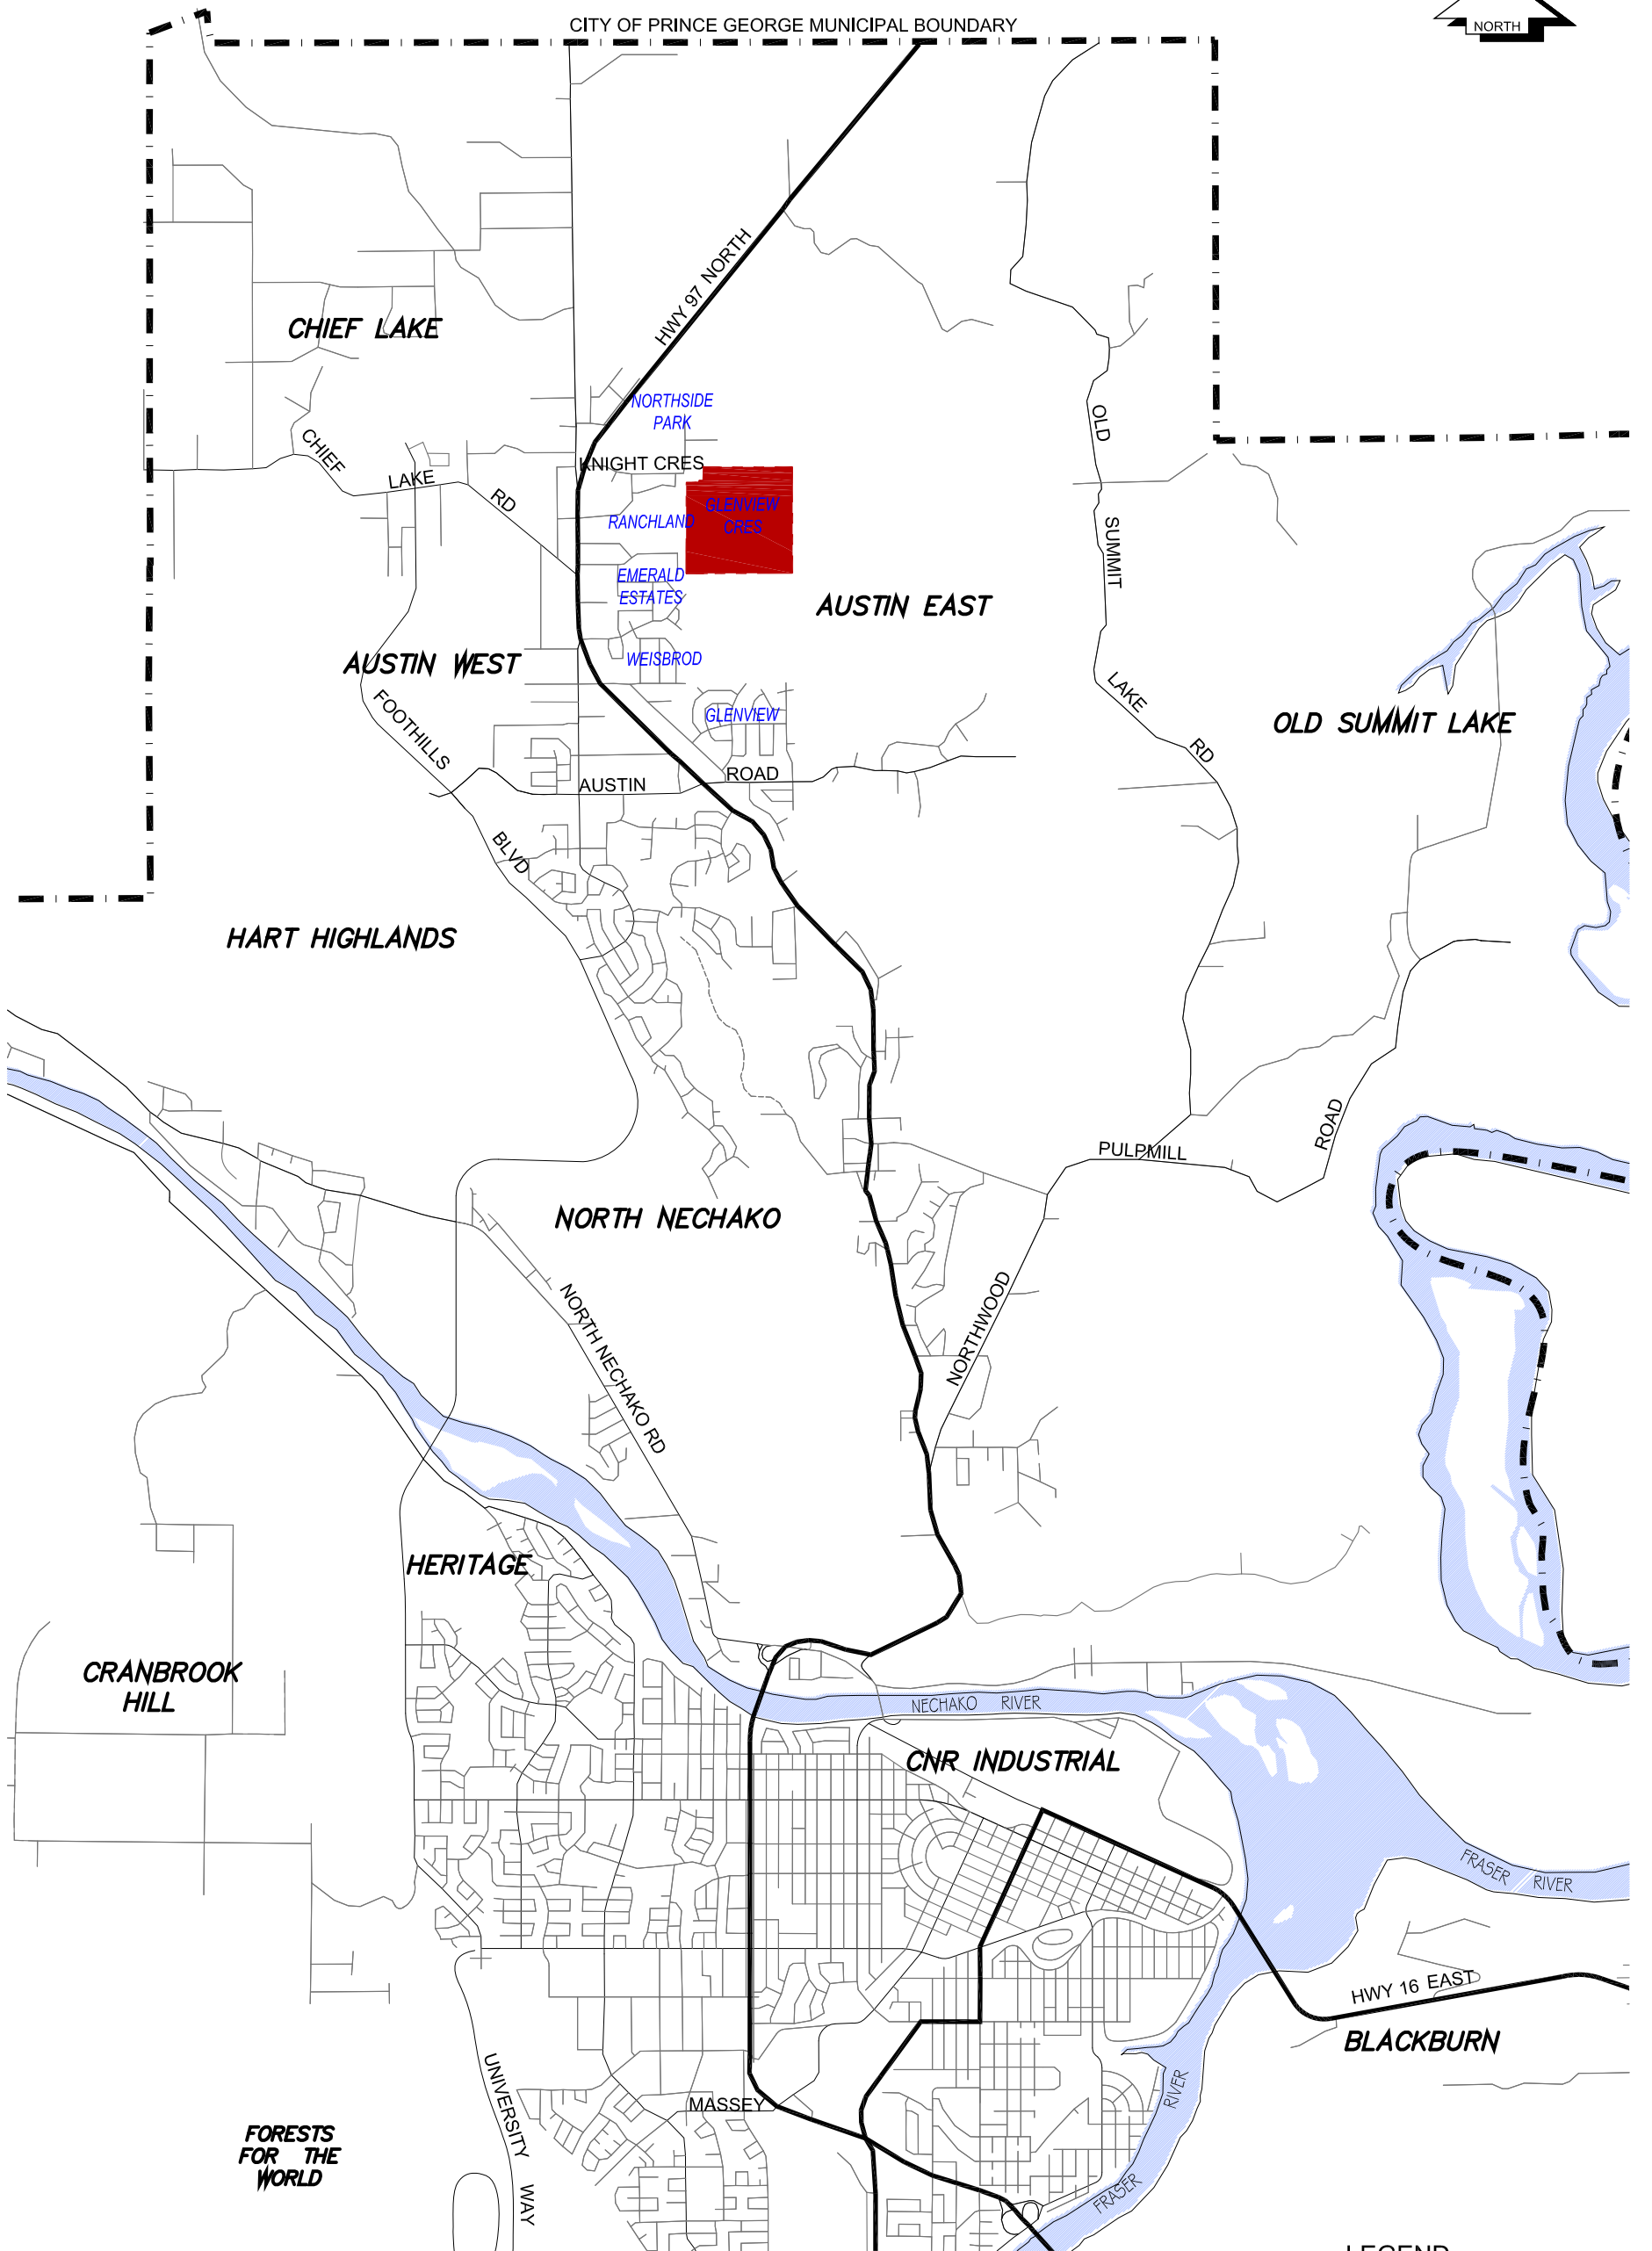 CITY OF PRINCE GEORGE MUNICIPAL BOUNDARY
NORTH
HWY 97 NORTH
CHIEF LAKE
NORTHSIDE
PARK
OLD
SUMMIT
LAKE
RD
CHIEF
LAKE
RD
KNIGHT CRES
GLENVIEW
CRES
RANCHLAND
EMERALD
ESTATES
AUSTIN EAST
AUSTIN WEST
WEISBROD
FOOTHILLS
BLVD
GLENVIEW
OLD SUMMIT LAKE
AUSTIN
ROAD
HART HIGHLANDS
PULPMILL
ROAD
NORTH NECHAKO
NORTH NECHAKO RD
NORTHWOOD
HERITAGE
CRANBROOK
HILL
NECHAKO RIVER
CNR INDUSTRIAL
FRASER
RIVER
HWY 16 EAST
BLACKBURN
UNIVERSITY
WAY
MASSEY
RIVER
FRASER
FORESTS
FOR THE
WORLD
LEGEND